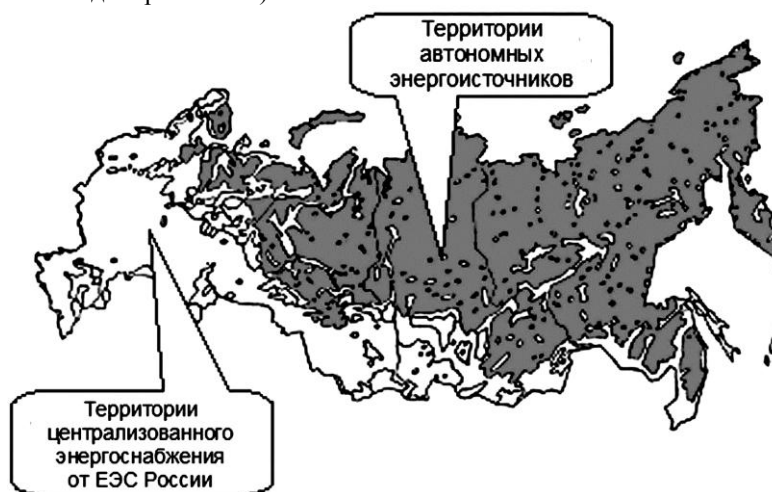 Территории
автономных
энергоисточников
Территории
централизованного
энергоснабжения
от ЕЭС России